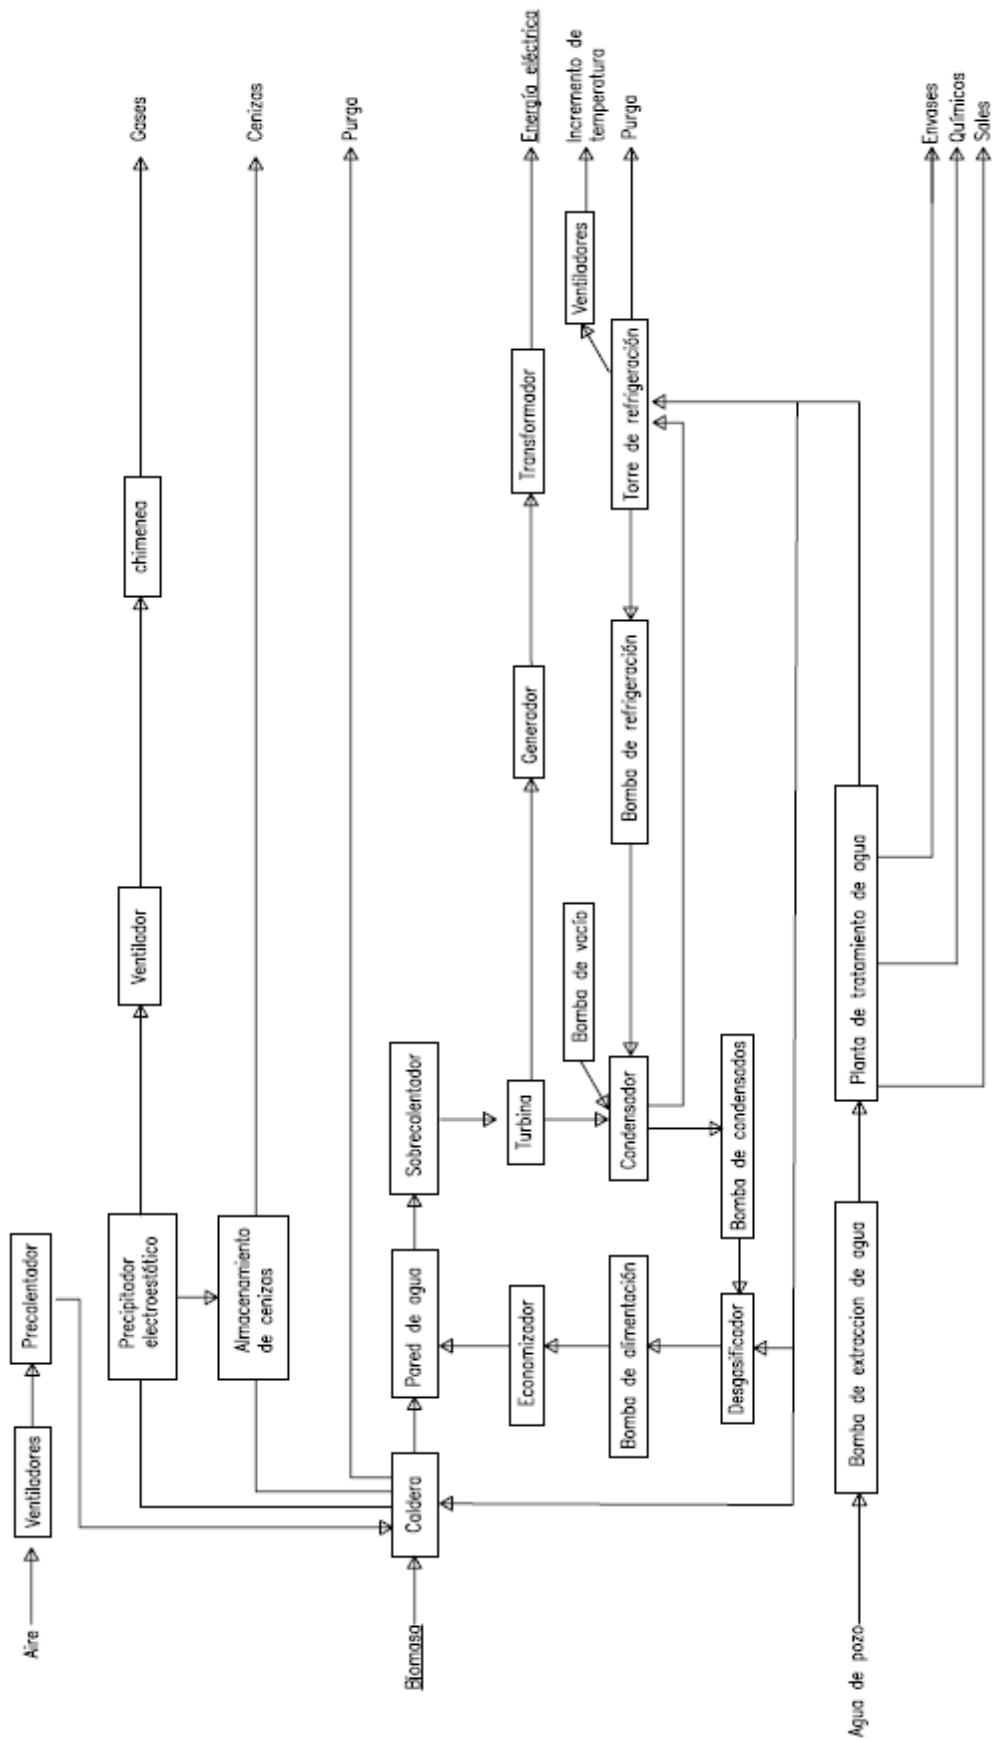 Aire
Ventiladores
Precalentador
Precipitador
electroestático
Ventilador
chimenea
Gases
Almacenamiento
de cenizas
Cenizas
Purga
Biomasa
Caldera
Pared de agua
Sobrecalentador
Economizador
Turbina
Generador
Transformador
Energía eléctrica
Bomba de vacío
Ventiladores
Incremento de
temperatura
Bomba de alimentación
Condensador
Bomba de refrigeración
Torre de refrigeración
Purga
Desgasificador
Bomba de condensados
Agua de pozo
Bomba de extraccion de agua
Planta de tratamiento de agua
Envases
Químicos
Sales